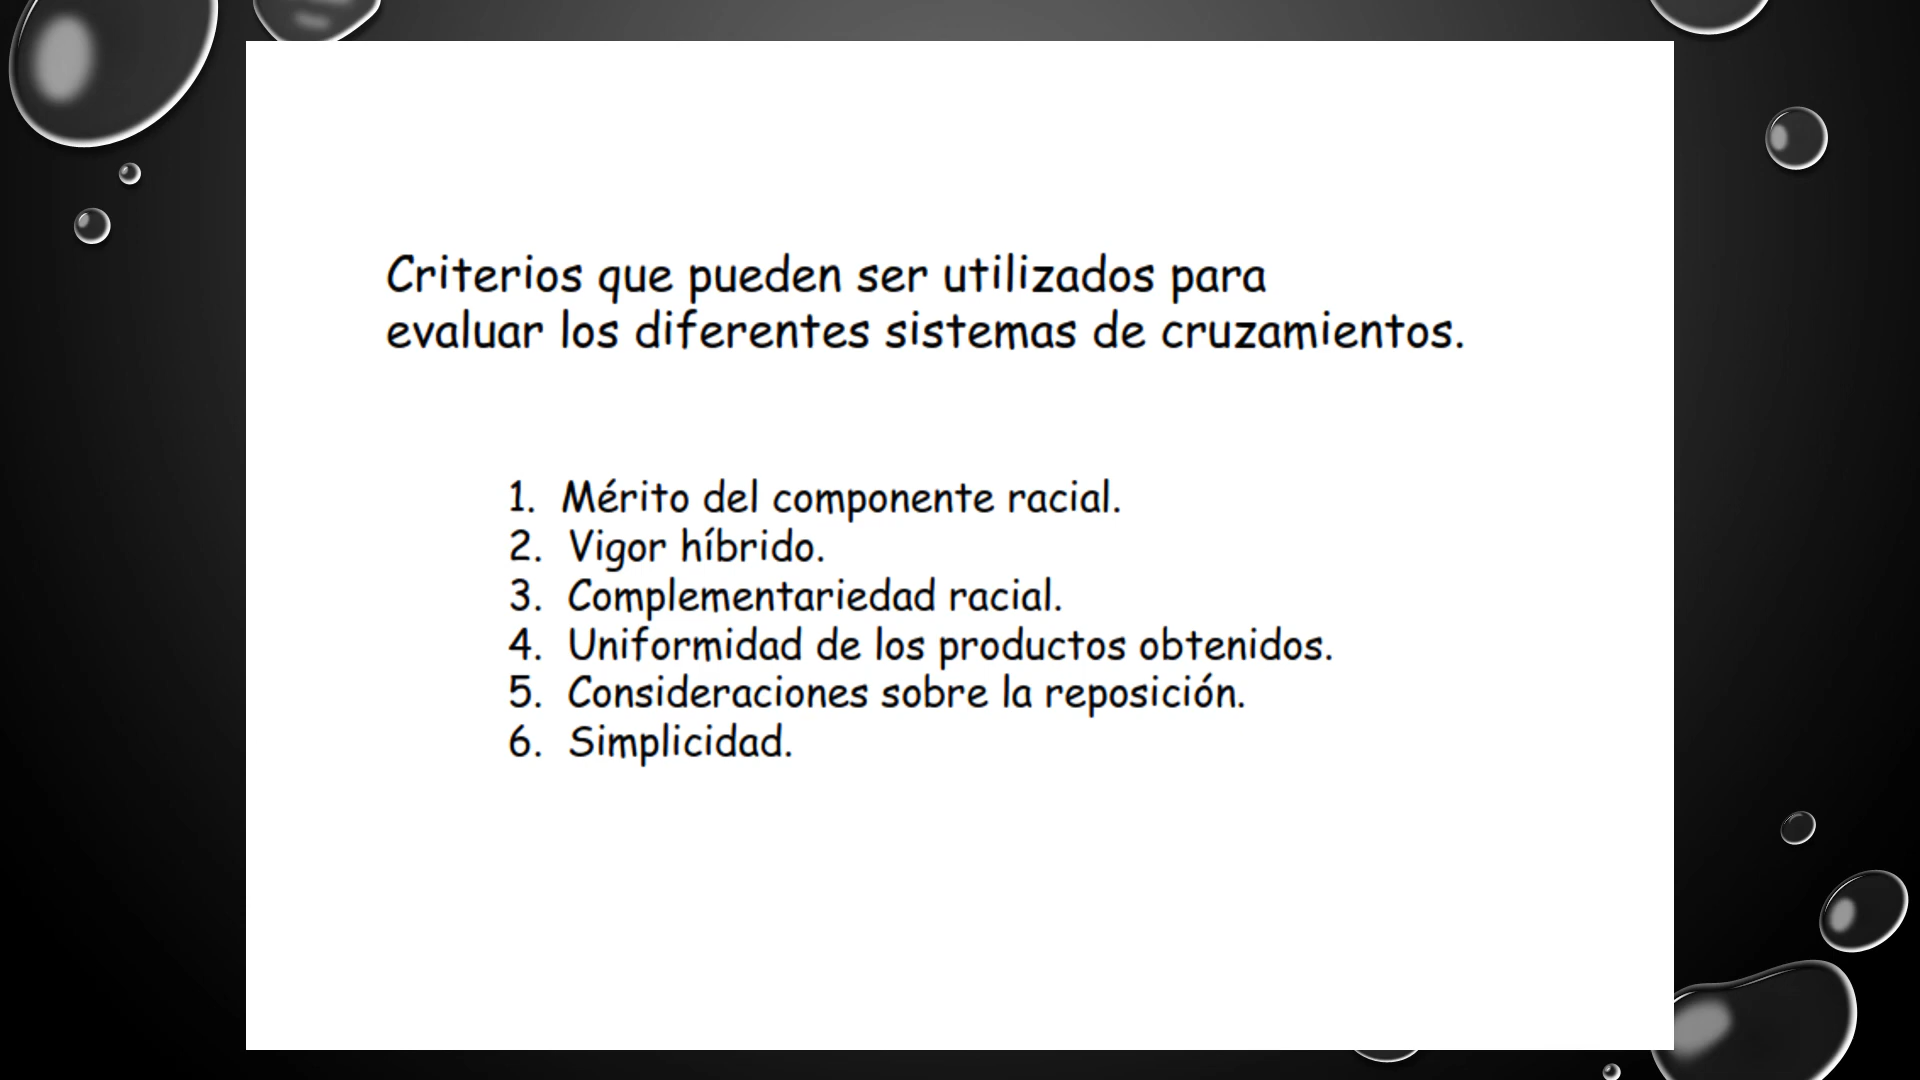 Criterios que pueden ser utilizados para
evaluar los diferentes sistemas de cruzamientos.
1. Mérito del componente racial.
2. Vigor híbrido.
3. Complementariedad racial.
4. Uniformidad de los productos obtenidos.
5. Consideraciones sobre la reposición.
6. Simplicidad.